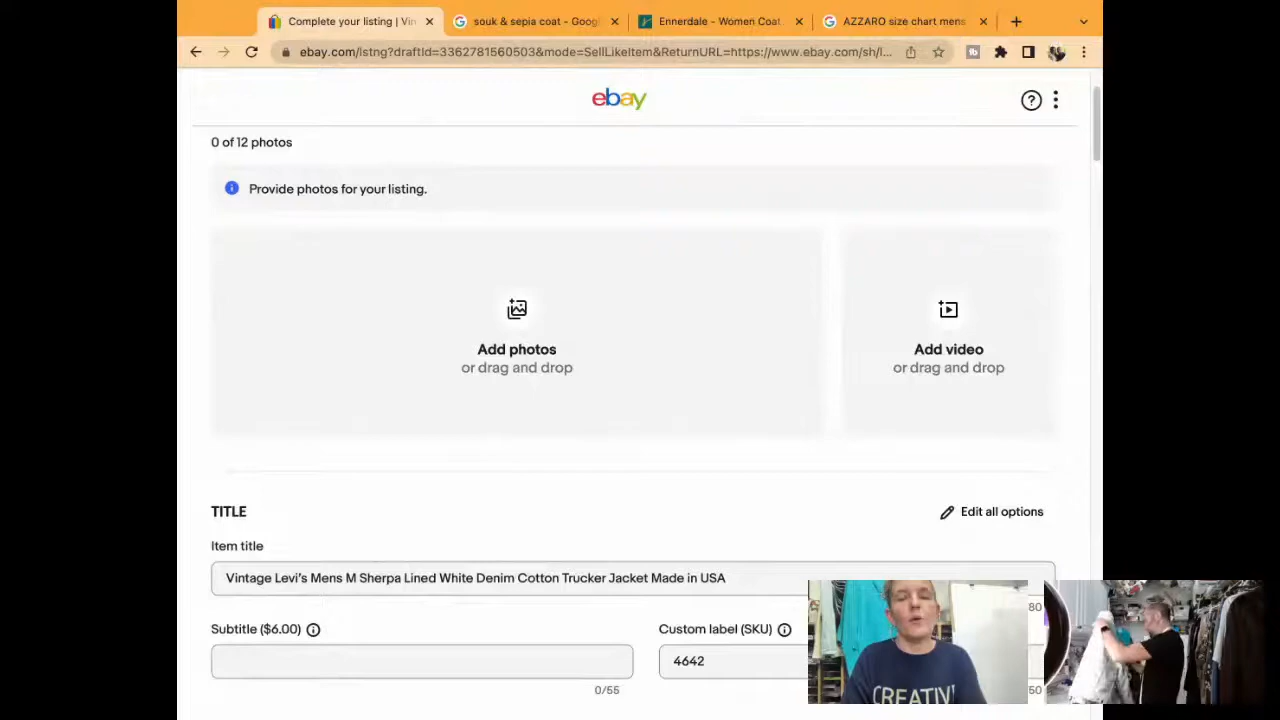 Complete your listing | Vin
souk & sepia coat - Googl
Ennerdale - Women Coat
AZZARO size chart mens
ebay.com/lstng?draftId=3362781560503&mode=SellLikeItem&ReturnURL=https://www.ebay.com/sh/l...
ebay
0 of 12 photos
Provide photos for your listing.
Add photos
or drag and drop
Add video
or drag and drop
TITLE
Edit all options
Item title
Vintage Levi's Mens M Sherpa Lined White Denim Cotton Trucker Jacket Made in USA
80
Subtitle ($6.00)
Custom label (SKU)
4642
0/55
50
CREATIV